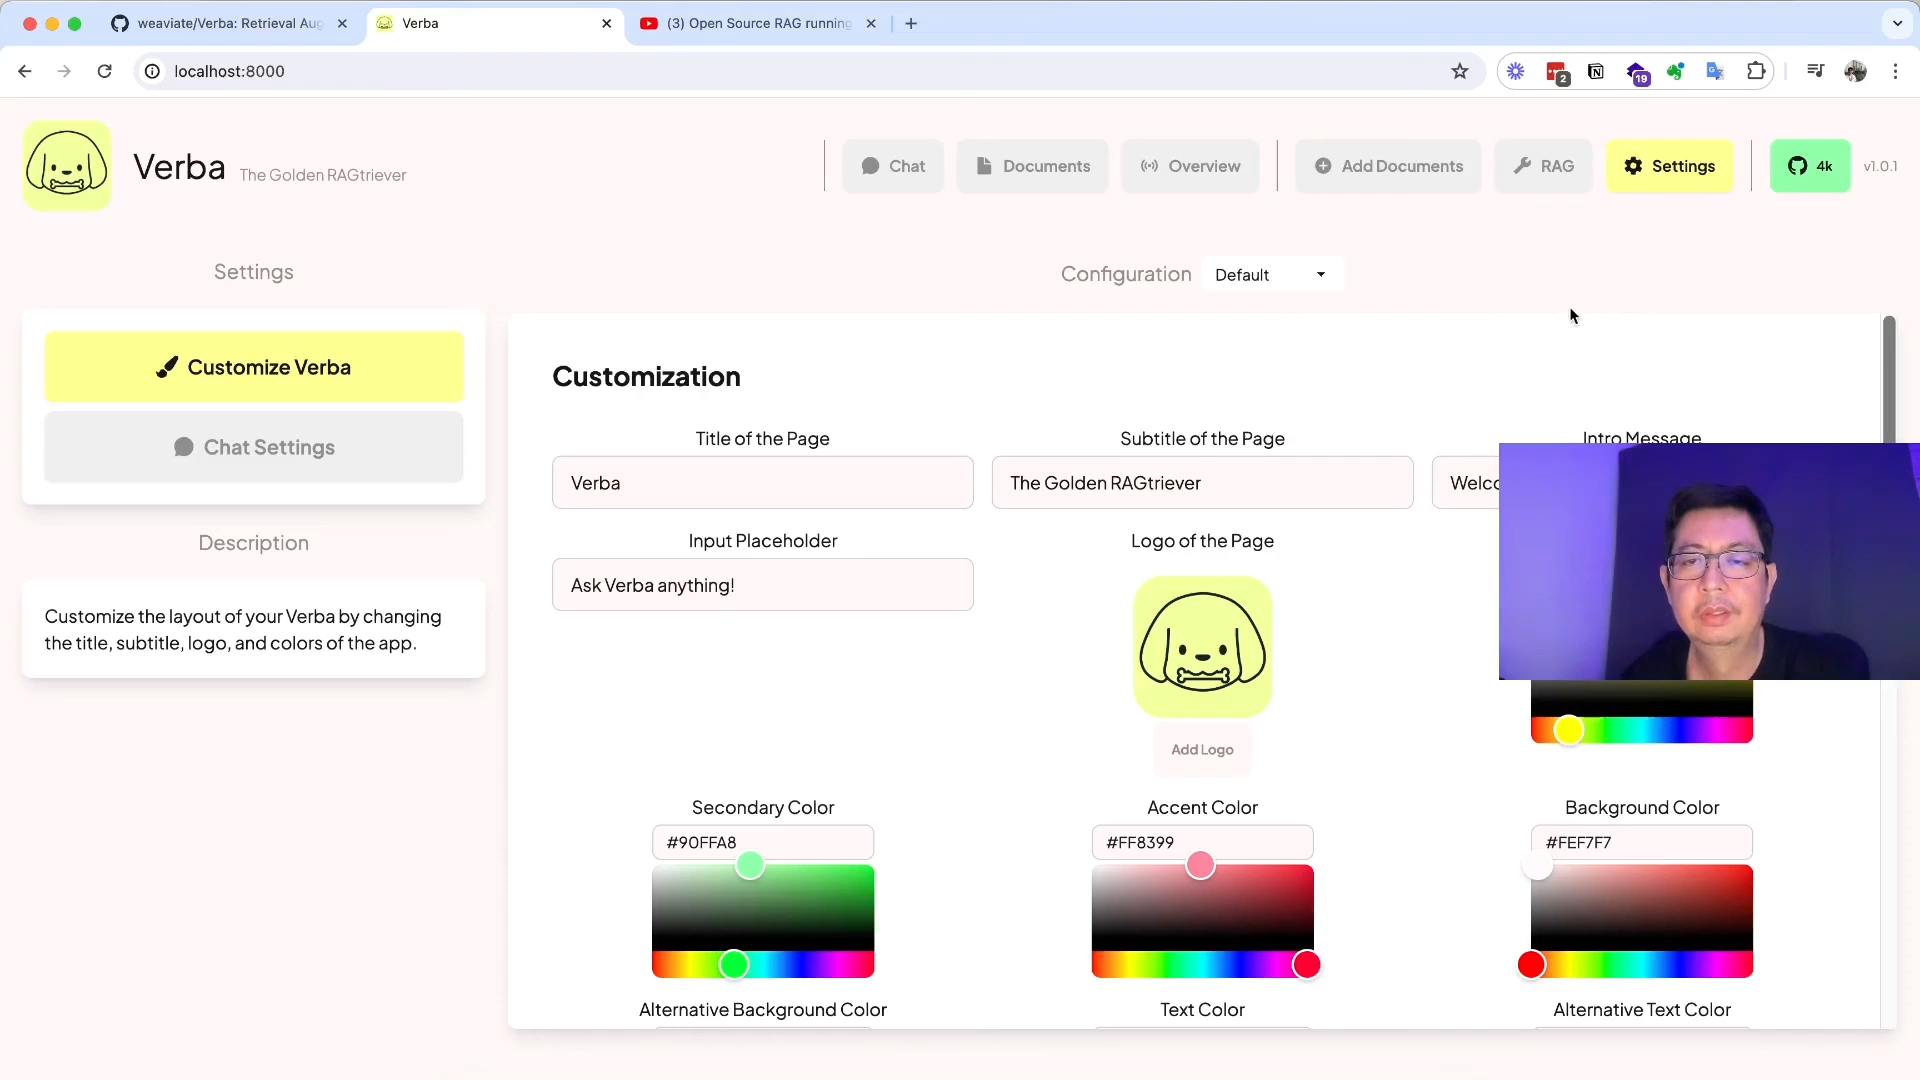 weaviate/Verba: Retrieval Aug
Verba
(3) Open Source RAG running
localhost:8000
2
19
Verba
The Golden RAGtriever
Chat
Documents
Overview
Add Documents
RAG
Settings
4k
v1.0.1
Settings
Customize Verba
Chat Settings
Description
Customize the layout of your Verba by changing
the title, subtitle, logo, and colors of the app.
Configuration
Default
Customization
Title of the Page
Subtitle of the Page
Intro Message
Verba
The Golden RAGtriever
Input Placeholder
Logo of the Page
Ask Verba anything!
Add Logo
Secondary Color
Accent Color
Background Color
#90FFA8
#FF8399
#FEF7F7
Alternative Background Color
Text Color
Alternative Text Color